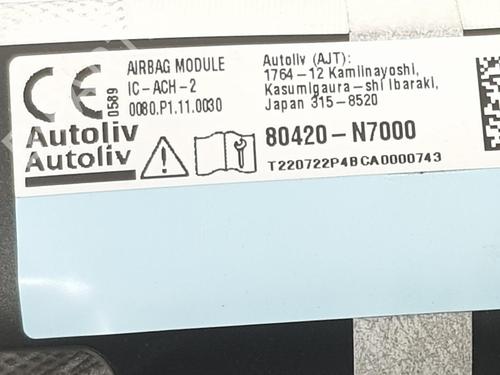 CE
0589
AIRBAG MODULE
IC-ACH-2
0080.P1.11.0030
Autoliv
Autoliv
Autoliv (AJT):
1764-12 Kamiinayoshi,
Kasumigaura-shi Ibaraki,
Japan 315-8520
80420-N7000
T220722P4BCA0000743